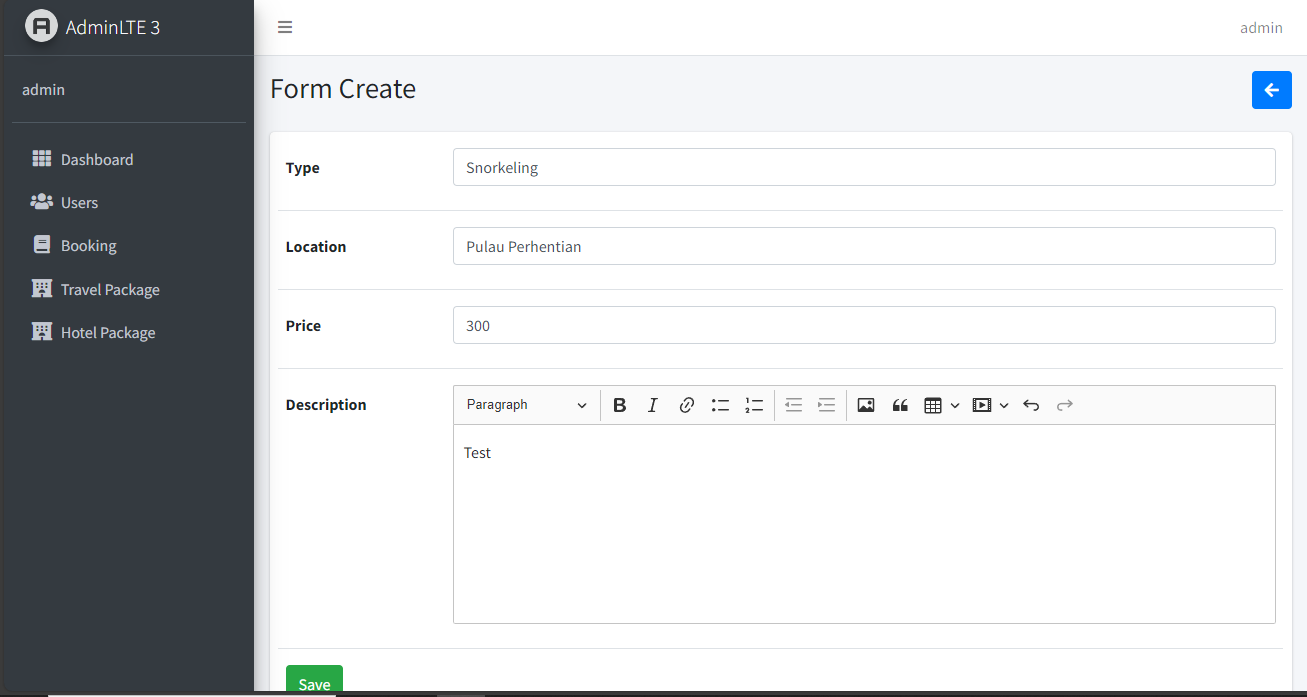 AdminLTE 3
admin
admin
Dashboard
Users
Booking
Travel Package
Hotel Package
Form Create
Type
Snorkeling
Location
Pulau Perhentian
Price
300
Description
Paragraph
Test
Save